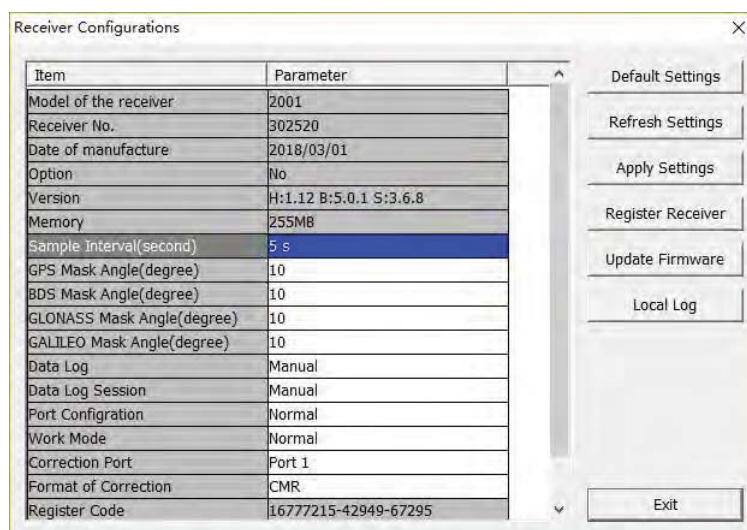 Receiver Configurations
Item Parameter
Model of the receiver 2001
Receiver No. 302520
Date of manufacture 2018/03/01
Option No
Version H:1.12 B:5.0.1 S:3.6.8
Memory 255MB
Sample Interval(second) 5 s
GPS Mask Angle(degree) 10
BDS Mask Angle(degree) 10
GLONASS Mask Angle(degree) 10
GALILEO Mask Angle(degree) 10
Data Log Manual
Data Log Session Manual
Port Configration Normal
Work Mode Normal
Correction Port Port 1
Format of Correction CMR
Register Code 16777215-42949-67295
Default Settings
Refresh Settings
Apply Settings
Register Receiver
Update Firmware
Local Log
Exit